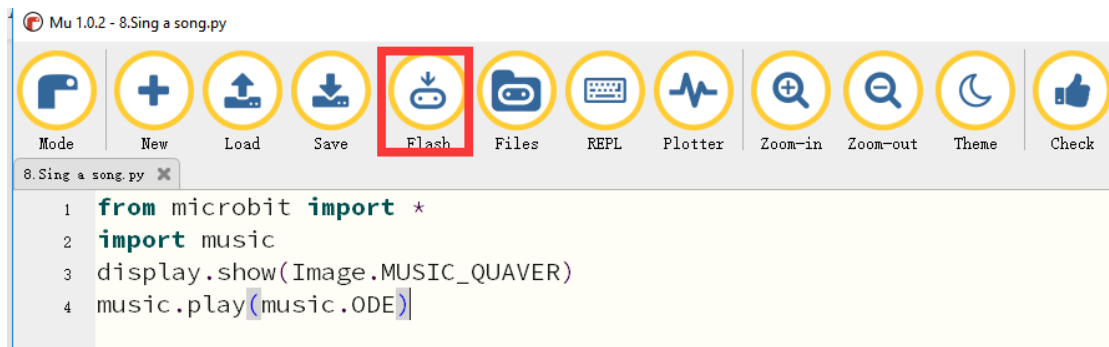 Mu 1.0.2 - 8.Sing a song.py
Mode New Load Save Flash Files REPL Plotter Zoom-in Zoom-out Theme Check
8.Sing a song.py
1 from microbit import *
2 import music
3 display.show(Image.MUSIC_QUAVER)
4 music.play(music.ODE)